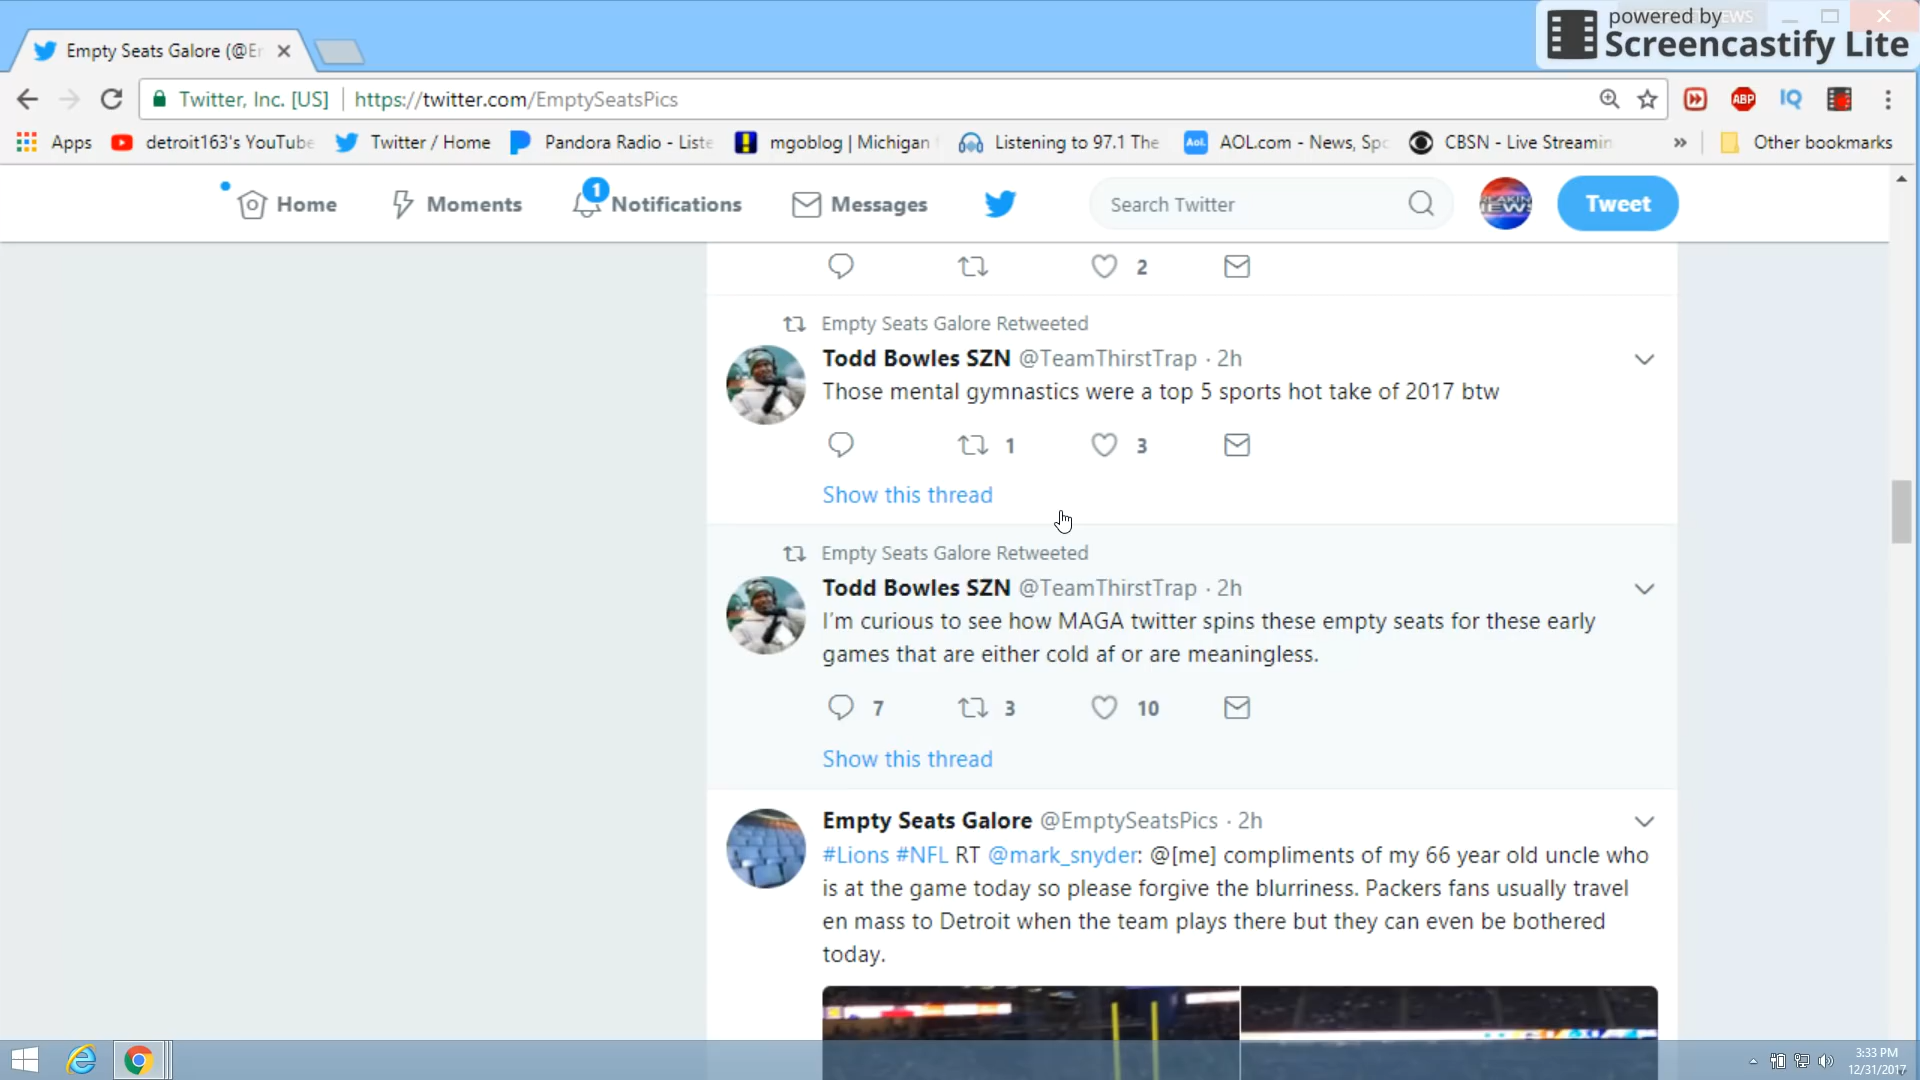 powered by
Screencastify Lite
Empty Seats Galore (@E
Twitter, Inc. [US] https://twitter.com/EmptySeatsPics
ABP IQ
Apps detroit163's YouTube Twitter / Home Pandora Radio - Liste mgoblog | Michigan Listening to 97.1 The Aol. AOL.com - News, Spo CBSN - Live Streamin » Other bookmarks
Home Moments 1 Notifications Messages Search Twitter Tweet
2
Empty Seats Galore Retweeted
Todd Bowles SZN @TeamThirstTrap · 2h
Those mental gymnastics were a top 5 sports hot take of 2017 btw
1 3
Show this thread
Empty Seats Galore Retweeted
Todd Bowles SZN @TeamThirstTrap · 2h
I'm curious to see how MAGA twitter spins these empty seats for these early
games that are either cold af or are meaningless.
7 3 10
Show this thread
Empty Seats Galore @EmptySeatsPics · 2h
#Lions #NFL RT @mark_snyder: @[me] compliments of my 66 year old uncle who
is at the game today so please forgive the blurriness. Packers fans usually travel
en mass to Detroit when the team plays there but they can even be bothered
today.
3:33 PM
12/31/2017